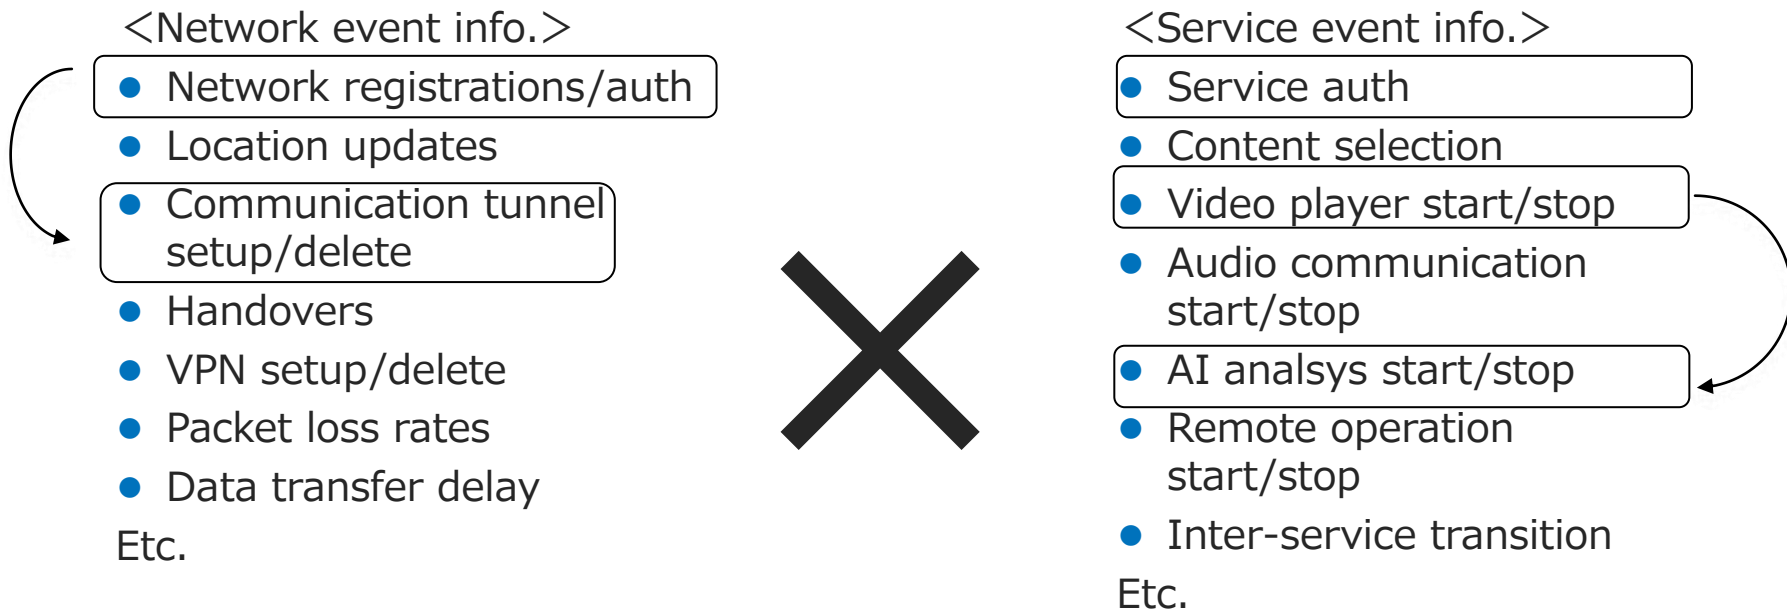 ＜Network event info.＞
● Network registrations/auth
● Location updates
● Communication tunnel
setup/delete
● Handovers
● VPN setup/delete
● Packet loss rates
● Data transfer delay
Etc.
＜Service event info.＞
● Service auth
● Content selection
● Video player start/stop
● Audio communication
start/stop
● AI analsys start/stop
● Remote operation
start/stop
● Inter-service transition
Etc.